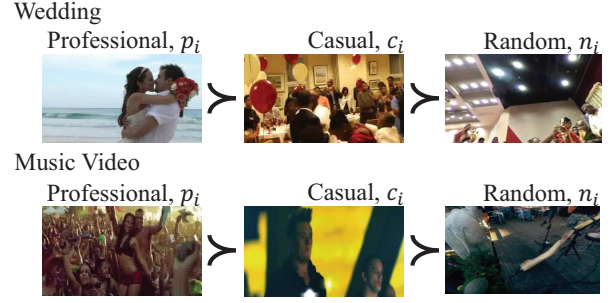 Wedding
Professional, p_i Casual, c_i Random, n_i
≻ ≻
Music Video
Professional, p_i Casual, c_i Random, n_i
≻ ≻